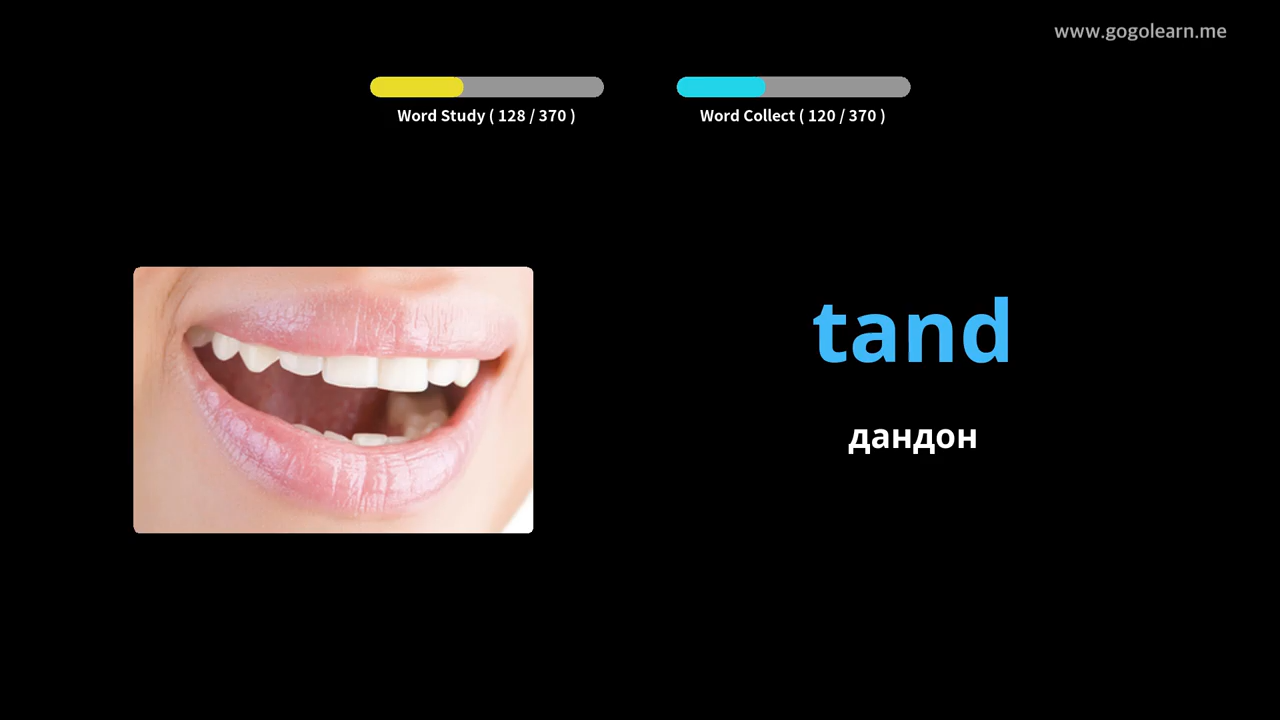 www.gogolearn.me
Word Study ( 128 / 370 )
Word Collect ( 120 / 370 )
tand
дандон